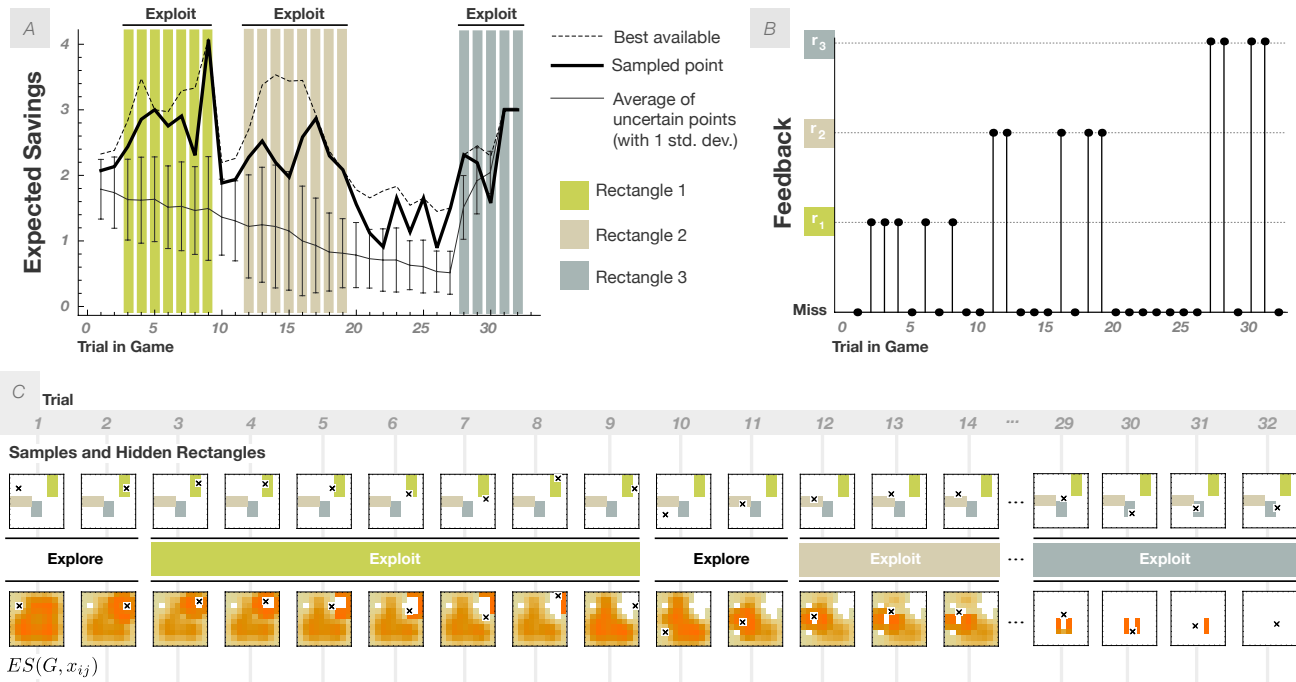 A
Exploit
Exploit
Exploit
Expected Savings
4
3
2
1
0
0
5
10
15
20
25
30
Trial in Game
Best available
Sampled point
Average of
uncertain points
(with 1 std. dev.)
Rectangle 1
Rectangle 2
Rectangle 3
B
Feedback
r3
r2
r1
Miss
0
5
10
15
20
25
30
Trial in Game
C
Trial
1 2 3 4 5 6 7 8 9 10 11 12 13 14 ... 29 30 31 32
Samples and Hidden Rectangles
...
Explore Exploit Explore Exploit ... Exploit
...
ES(G, x_ij)